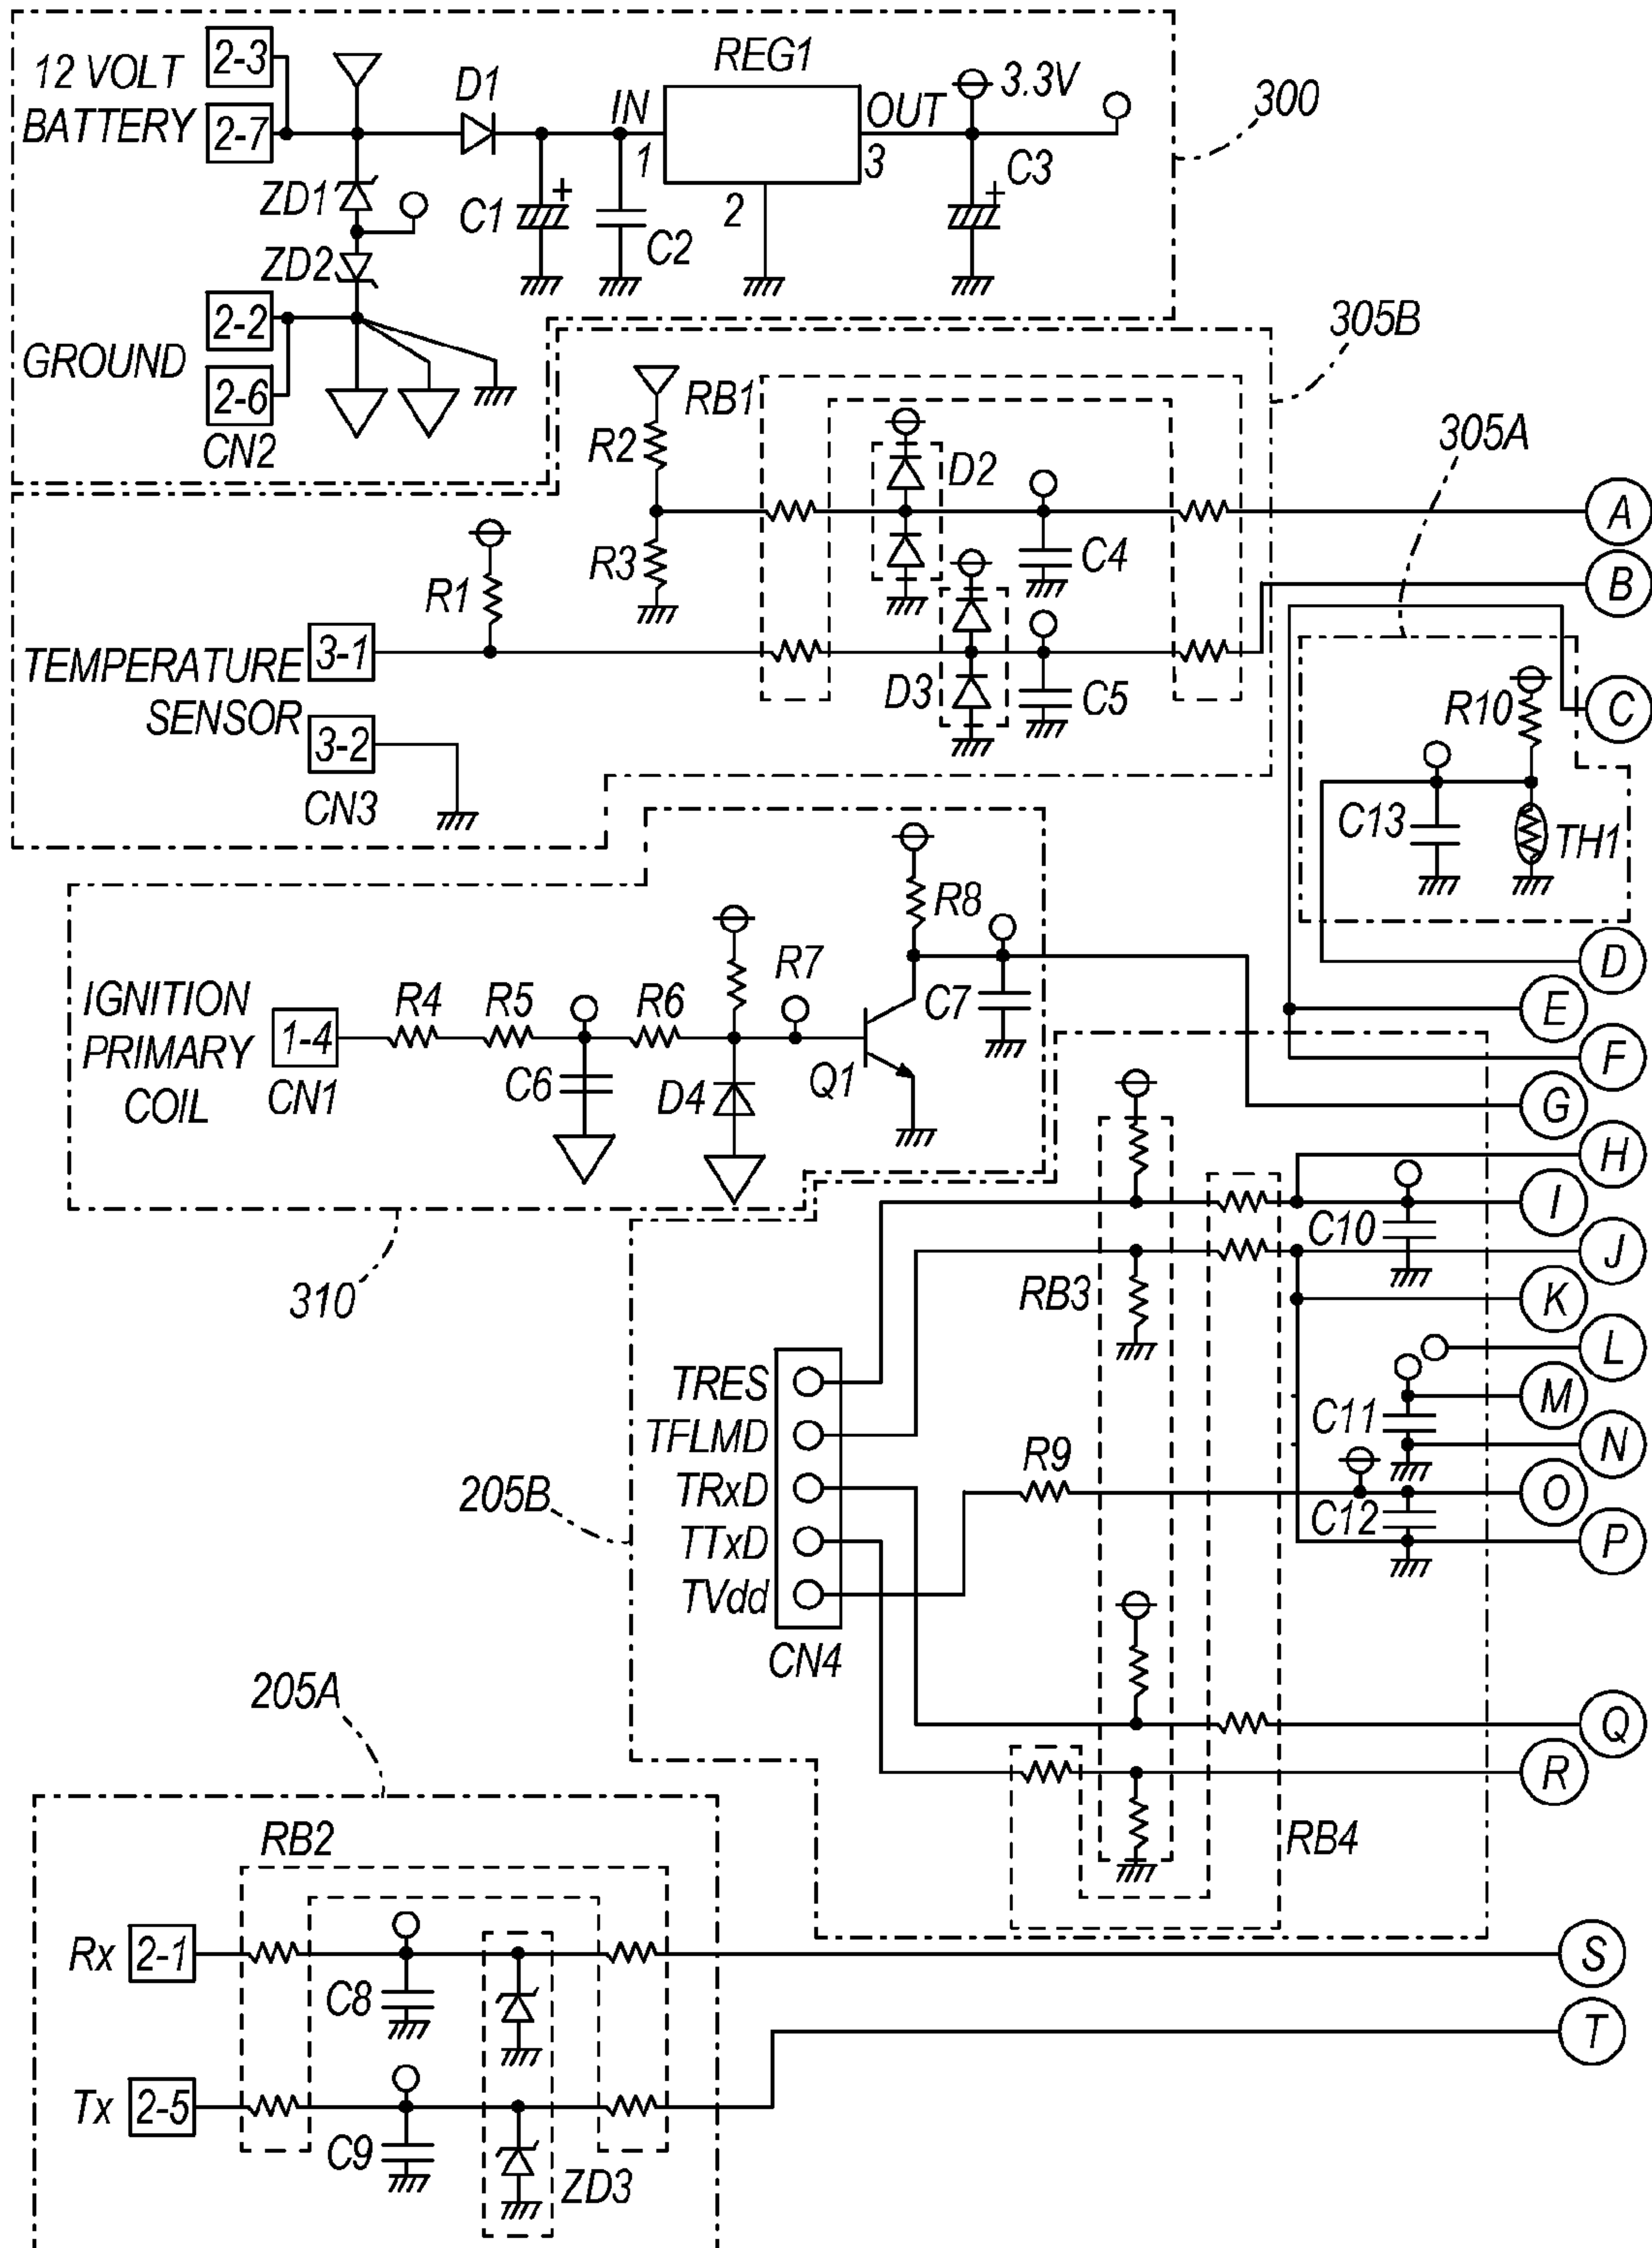 12 VOLT
BATTERY
2-3
2-7
D1
REG1
IN
1
OUT
3
2
3.3V
300
ZD1
ZD2
C1
C2
C3
GROUND
2-2
2-6
CN2
305B
RB1
R2
R3
D2
C4
305A
A
B
R1
TEMPERATURE
SENSOR
3-1
3-2
CN3
D3
C5
R10
C
C13
TH1
R8
D
IGNITION
PRIMARY
COIL
1-4
CN1
R4
R5
R6
R7
C7
E
C6
D4
Q1
F
G
H
C10
I
310
RB3
J
K
TRES
L
TFLMD
C11
M
N
205B
TRxD
R9
C12
O
TTxD
P
TVdd
CN4
205A
Q
R
RB2
RB4
Rx
2-1
C8
S
T
Tx
2-5
C9
ZD3